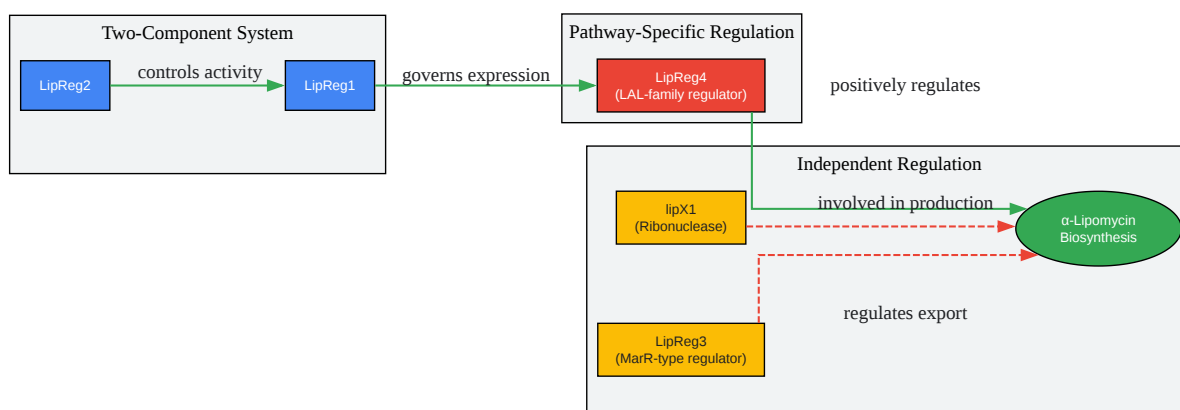 Two-Component System
LipReg2
controls activity
LipReg1
governs expression
Pathway-Specific Regulation
LipReg4
(LAL-family regulator)
positively regulates
Independent Regulation
lipX1
(Ribonuclease)
involved in production
α-Lipomycin
Biosynthesis
regulates export
LipReg3
(MarR-type regulator)